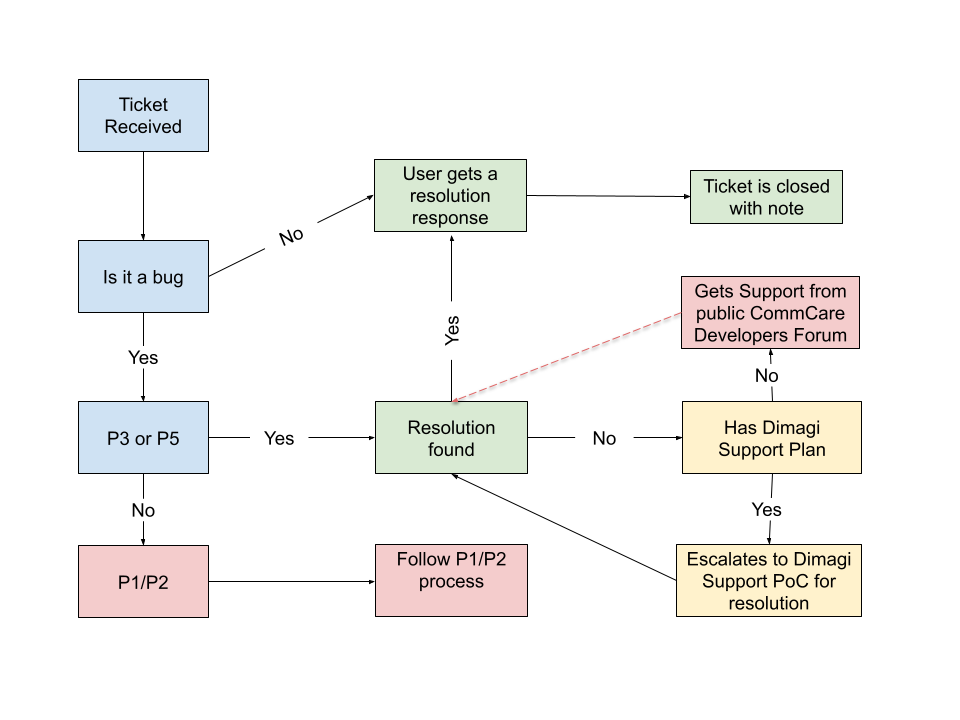 Ticket
Received
User gets a
resolution
response
Ticket is closed
with note
No
Is it a bug
Gets Support from
public CommCare
Developers Forum
Yes
Yes
No
P3 or P5
Yes
Resolution
found
No
Has Dimagi
Support Plan
No
Yes
P1/P2
Follow P1/P2
process
Escalates to Dimagi
Support PoC for
resolution